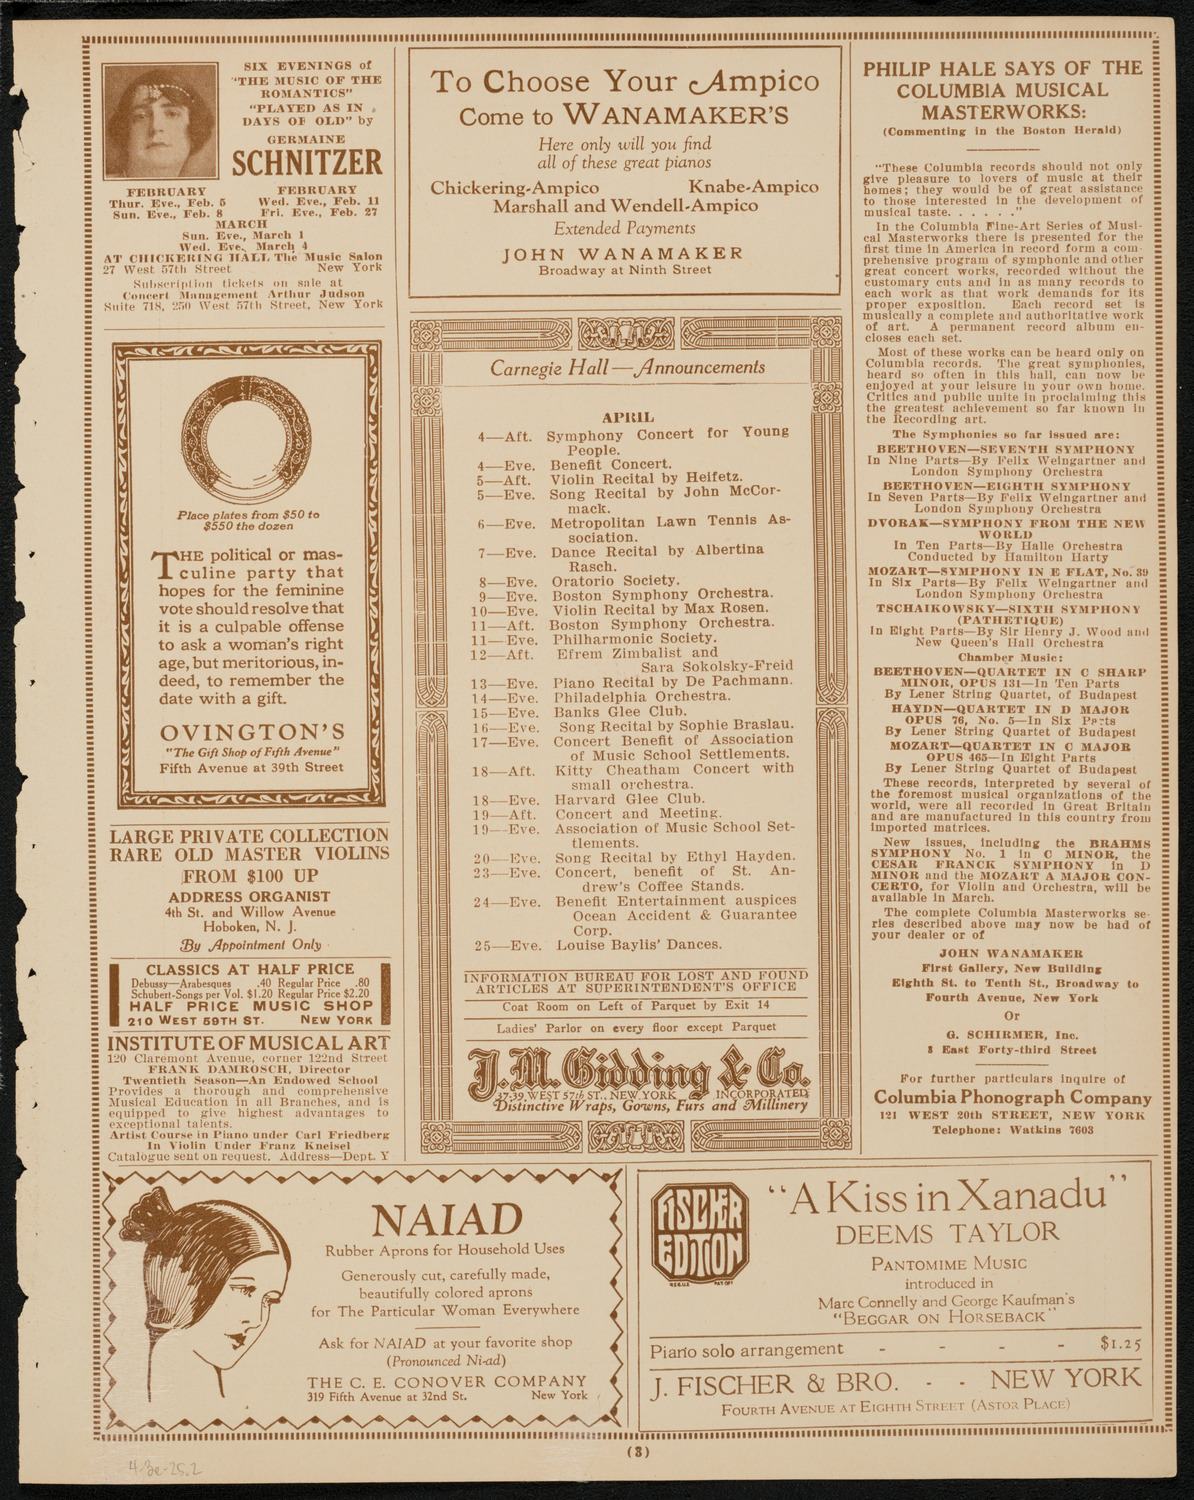 SIX EVENINGS of
"THE MUSIC OF THE
ROMANTICS"
"PLAYED AS IN
DAYS OF OLD" by
GERMAINE
SCHNITZER
FEBRUARY
Thur. Eve., Feb. 5
Sun. Eve., Feb. 8
FEBRUARY
Wed. Eve., Feb. 11
Fri. Eve., Feb. 27
MARCH
Sun. Eve., March 1
Wed. Eve., March 4
AT CHICKERING HALL The Music Salon
27 West 57th Street New York
Subscription tickets on sale at
Concert Management Arthur Judson
Suite 718, 250 West 57th Street, New York
Place plates from $50 to
$550 the dozen
THE political or mas-
culine party that
hopes for the feminine
vote should resolve that
it is a culpable offense
to ask a woman's right
age, but meritorious, in-
deed, to remember the
date with a gift.
OVINGTON'S
"The Gift Shop of Fifth Avenue"
Fifth Avenue at 39th Street
LARGE PRIVATE COLLECTION
RARE OLD MASTER VIOLINS
FROM $100 UP
ADDRESS ORGANIST
4th St. and Willow Avenue
Hoboken, N. J.
By Appointment Only
CLASSICS AT HALF PRICE
Debussy—Arabesques .40 Regular Price .80
Schubert-Songs per Vol. $1.20 Regular Price $2.20
HALF PRICE MUSIC SHOP
210 WEST 59TH ST. NEW YORK
INSTITUTE OF MUSICAL ART
120 Claremont Avenue, corner 122nd Street
FRANK DAMROSCH, Director
Twentieth Season—An Endowed School
Provides a thorough and comprehensive
Musical Education in all Branches, and is
equipped to give highest advantages to
exceptional talents.
Artist Course in Piano under Carl Friedberg
In Violin Under Franz Kneisel
Catalogue sent on request. Address—Dept. Y
To Choose Your Ampico
Come to WANAMAKER'S
Here only will you find
all of these great pianos
Chickering-Ampico Knabe-Ampico
Marshall and Wendell-Ampico
Extended Payments
JOHN WANAMAKER
Broadway at Ninth Street
Carnegie Hall—Announcements
APRIL
4—Aft. Symphony Concert for Young
People.
4—Eve. Benefit Concert.
5—Aft. Violin Recital by Heifetz.
5—Eve. Song Recital by John McCor-
mack.
6—Eve. Metropolitan Lawn Tennis As-
sociation.
7—Eve. Dance Recital by Albertina
Rasch.
8—Eve. Oratorio Society.
9—Eve. Boston Symphony Orchestra.
10—Eve. Violin Recital by Max Rosen.
11—Aft. Boston Symphony Orchestra.
11—Eve. Philharmonic Society.
12—Aft. Efrem Zimbalist and
Sara Sokolsky-Freid
13—Eve. Piano Recital by De Pachmann.
14—Eve. Philadelphia Orchestra.
15—Eve. Banks Glee Club.
16—Eve. Song Recital by Sophie Braslau.
17—Eve. Concert Benefit of Association
of Music School Settlements.
18—Aft. Kitty Cheatham Concert with
small orchestra.
18—Eve. Harvard Glee Club.
19—Aft. Concert and Meeting.
19—Eve. Association of Music School Set-
tlements.
20—Eve. Song Recital by Ethyl Hayden.
23—Eve. Concert, benefit of St. An-
drew's Coffee Stands.
24—Eve. Benefit Entertainment auspices
Ocean Accident & Guarantee
Corp.
25—Eve. Louise Baylis' Dances.
INFORMATION BUREAU FOR LOST AND FOUND
ARTICLES AT SUPERINTENDENT'S OFFICE
Coat Room on Left of Parquet by Exit 14
Ladies' Parlor on every floor except Parquet
J. M. Gidding & Co.
37-39 WEST 57th ST., NEW YORK INCORPORATED
Distinctive Wraps, Gowns, Furs and Millinery
PHILIP HALE SAYS OF THE
COLUMBIA MUSICAL
MASTERWORKS:
(Commenting in the Boston Herald)
"These Columbia records should not only
give pleasure to lovers of music at their
homes; they would be of great assistance
to those interested in the development of
musical taste. . . . . ."
In the Columbia Fine-Art Series of Musi-
cal Masterworks there is presented for the
first time in America in record form a com-
prehensive program of symphonic and other
great concert works, recorded without the
customary cuts and in as many records to
each work as that work demands for its
proper exposition. Each record set is
musically a complete and authoritative work
of art. A permanent record album en-
closes each set.
Most of these works can be heard only on
Columbia records. The great symphonies,
heard so often in this hall, can now be
enjoyed at your leisure in your own home.
Critics and public unite in proclaiming this
the greatest achievement so far known in
the Recording art.
The Symphonies so far issued are:
BEETHOVEN—SEVENTH SYMPHONY
In Nine Parts—By Felix Weingartner and
London Symphony Orchestra
BEETHOVEN—EIGHTH SYMPHONY
In Seven Parts—By Felix Weingartner and
London Symphony Orchestra
DVORAK—SYMPHONY FROM THE NEW
WORLD
In Ten Parts—By Halle Orchestra
Conducted by Hamilton Harty
MOZART—SYMPHONY IN E FLAT, No. 39
In Six Parts—By Felix Weingartner and
London Symphony Orchestra
TSCHAIKOWSKY—SIXTH SYMPHONY
(PATHETIQUE)
In Eight Parts—By Sir Henry J. Wood and
New Queen's Hall Orchestra
Chamber Music:
BEETHOVEN—QUARTET IN C SHARP
MINOR, OPUS 131—In Ten Parts
By Lener String Quartet, of Budapest
HAYDN—QUARTET IN D MAJOR
OPUS 76, No. 5—In Six Parts
By Lener String Quartet of Budapest
MOZART—QUARTET IN C MAJOR
OPUS 465—In Eight Parts
By Lener String Quartet of Budapest
These records, interpreted by several of
the foremost musical organizations of the
world, were all recorded in Great Britain
and are manufactured in this country from
imported matrices.
New issues, including the BRAHMS
SYMPHONY No. 1 in C MINOR, the
CESAR FRANCK SYMPHONY in D
MINOR and the MOZART A MAJOR CON-
CERTO, for Violin and Orchestra, will be
available in March.
The complete Columbia Masterworks se-
ries described above may now be had of
your dealer or of
JOHN WANAMAKER
First Gallery, New Building
Eighth St. to Tenth St., Broadway to
Fourth Avenue, New York
Or
G. SCHIRMER, Inc.
3 East Forty-third Street
For further particulars inquire of
Columbia Phonograph Company
121 WEST 20th STREET, NEW YORK
Telephone: Watkins 7603
NAIAD
Rubber Aprons for Household Uses
Generously cut, carefully made,
beautifully colored aprons
for The Particular Woman Everywhere
Ask for NAIAD at your favorite shop
(Pronounced Ni-ad)
THE C. E. CONOVER COMPANY
319 Fifth Avenue at 32nd St. New York
FISCHER
EDITION
REG. U.S. PAT. OFF
"A Kiss in Xanadu"
DEEMS TAYLOR
PANTOMIME MUSIC
introduced in
Marc Connelly and George Kaufman's
"BEGGAR ON HORSEBACK"
Piano solo arrangement - - - - $1.25
J. FISCHER & BRO. - - NEW YORK
FOURTH AVENUE AT EIGHTH STREET (ASTOR PLACE)
(3)
4-3e-25.2